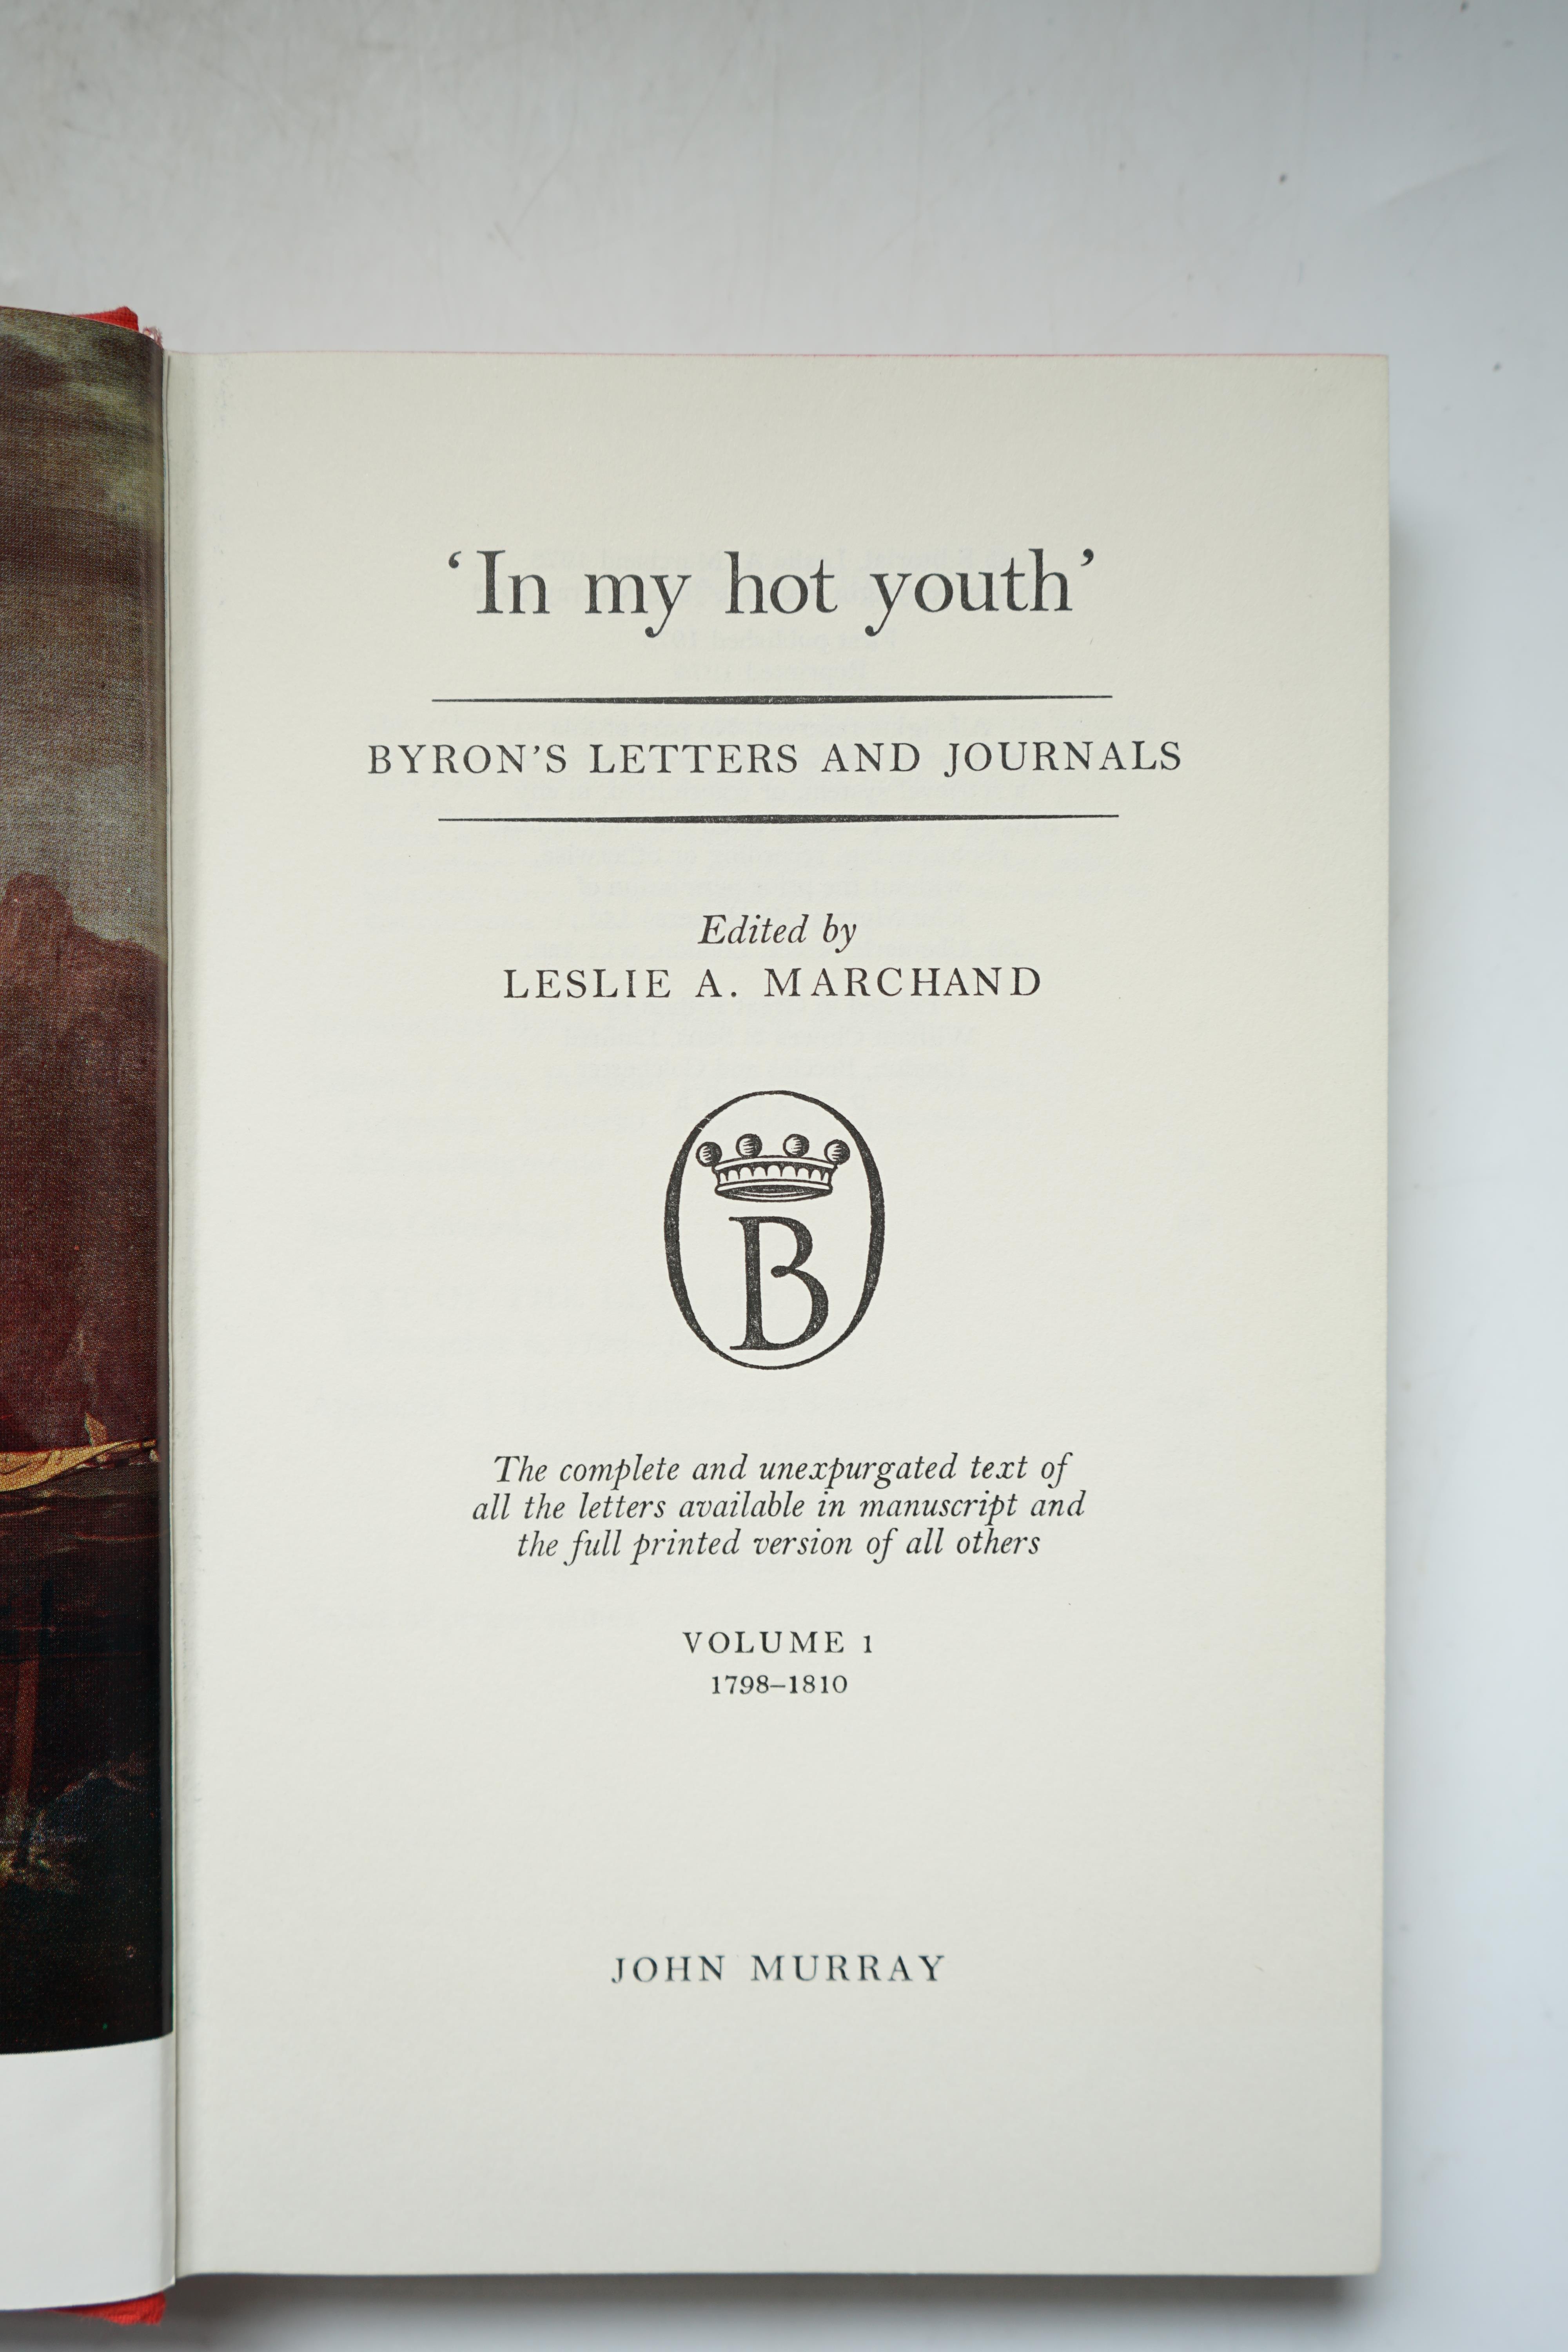 ‘In my hot youth’
BYRON’S LETTERS AND JOURNALS
Edited by
LESLIE A. MARCHAND
B
The complete and unexpurgated text of
all the letters available in manuscript and
the full printed version of all others
VOLUME 1
1798–1810
JOHN MURRAY